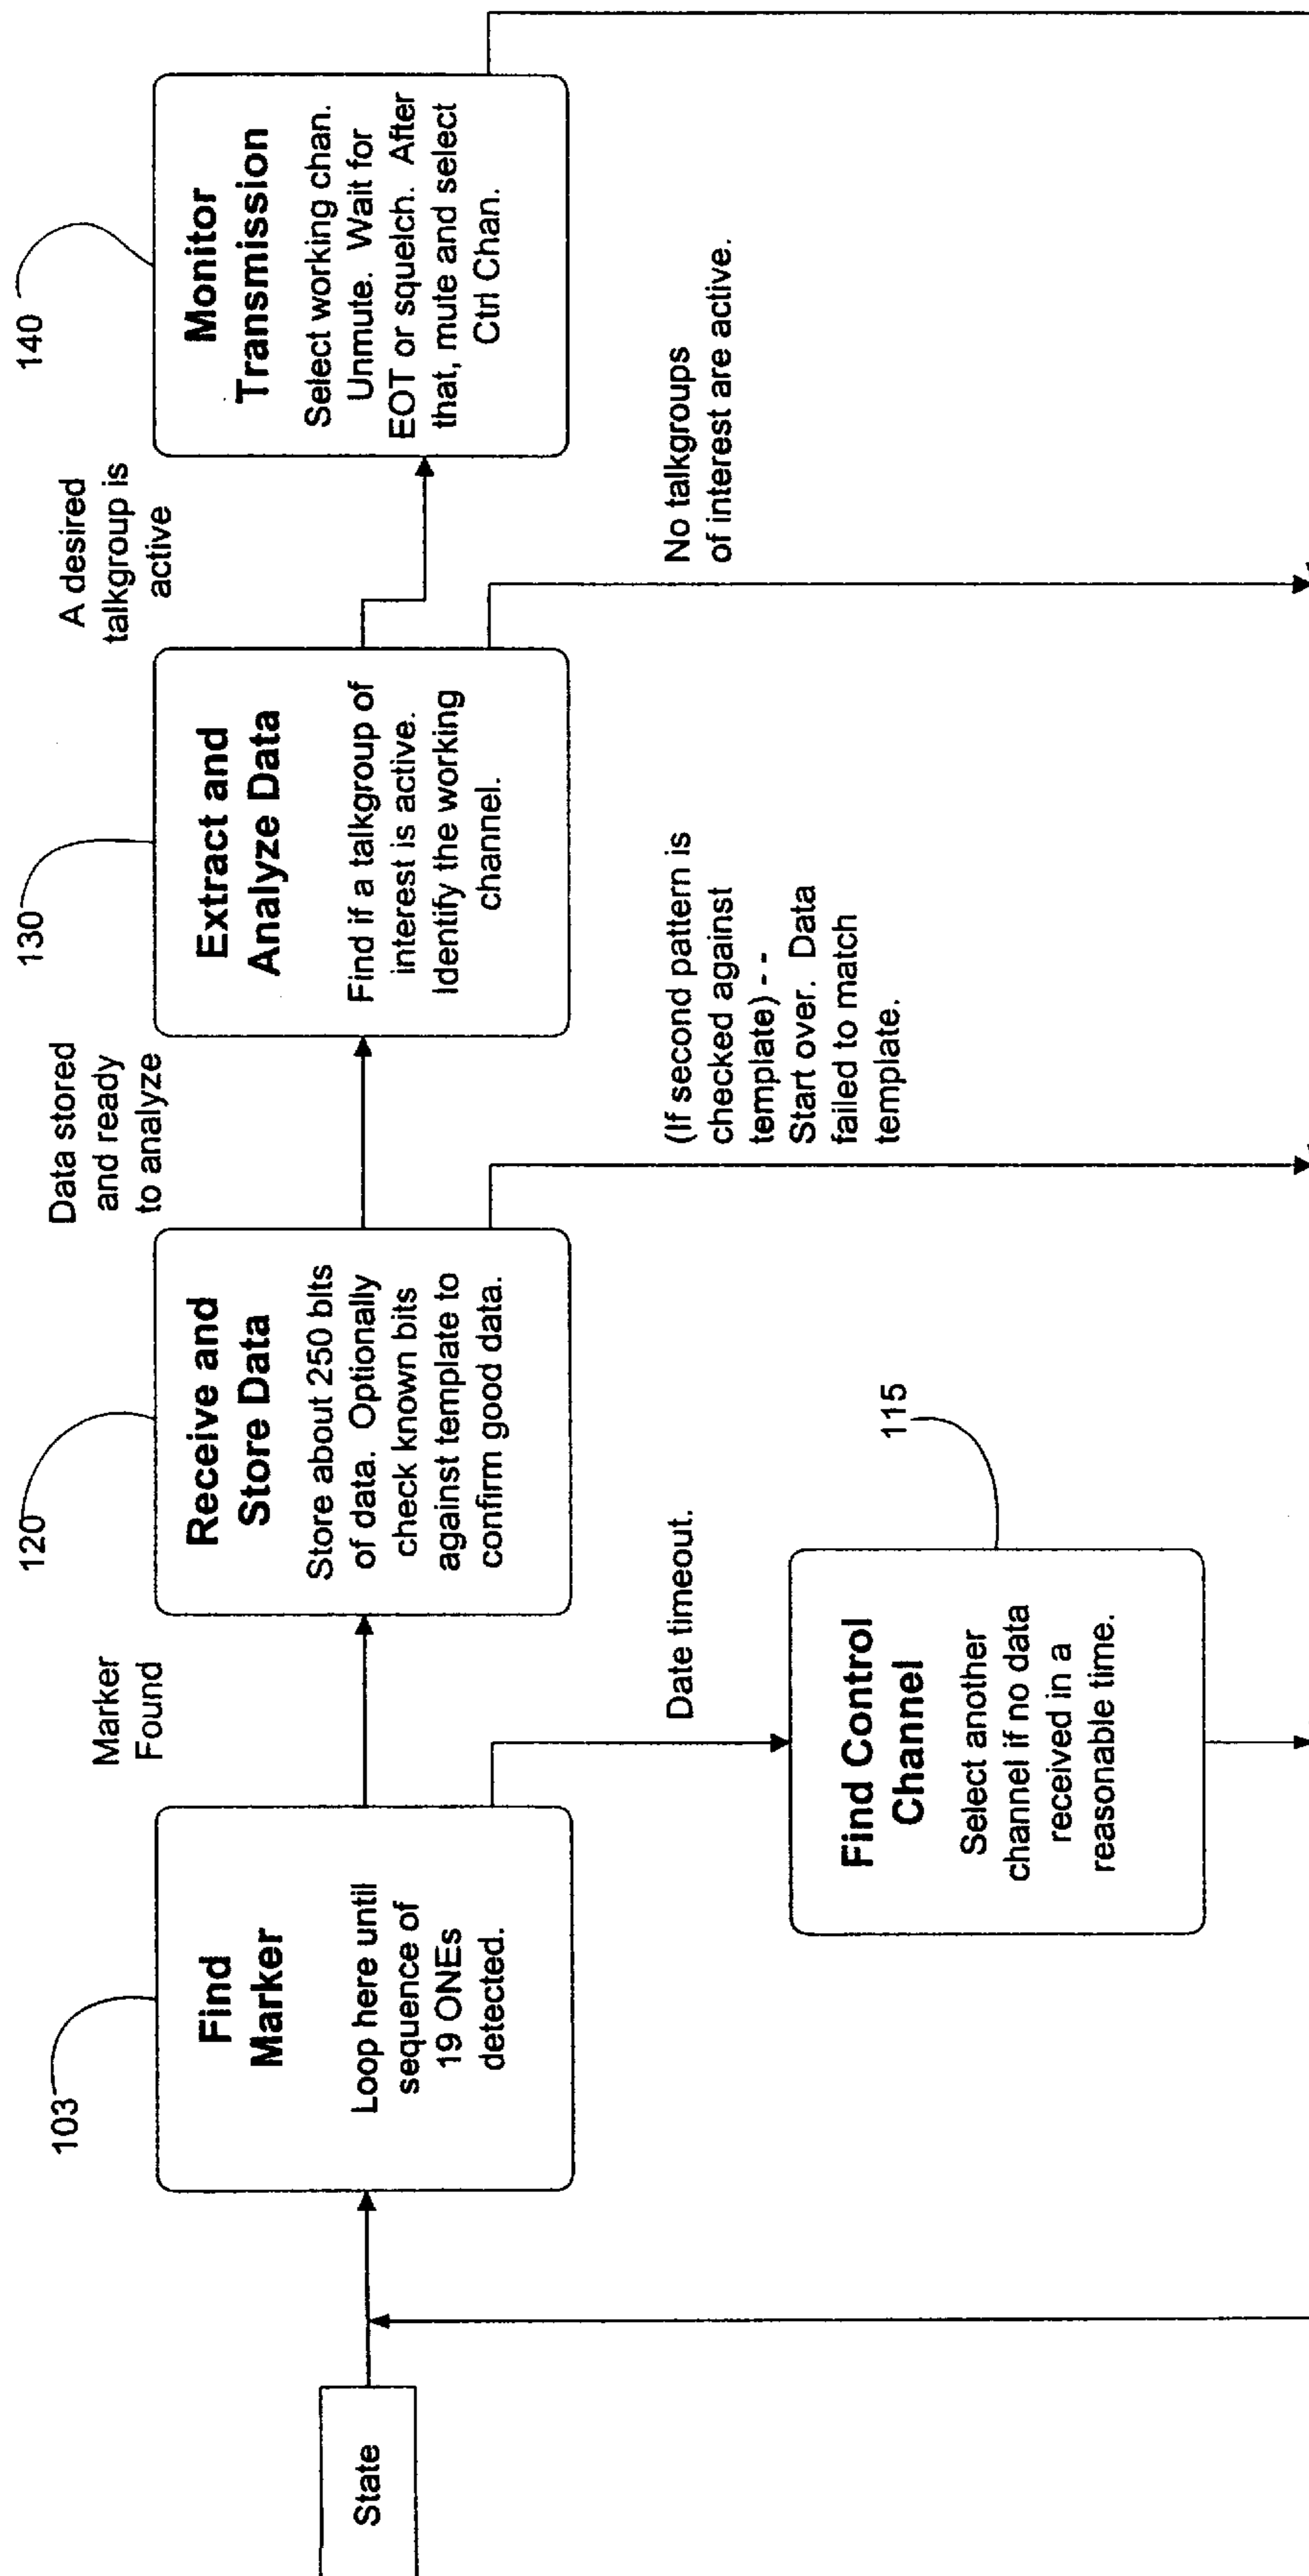 State
103
Find
Marker
Loop here until
sequence of
19 ONEs
detected.
Marker
Found
Date timeout.
115
Find Control
Channel
Select another
channel if no data
received in a
reasonable time.
120
Receive and
Store Data
Store about 250 bits
of data. Optionally
check known bits
against template to
confirm good data.
Data stored
and ready
to analyze
(If second pattern is
checked against
template) - -
Start over. Data
failed to match
template.
130
Extract and
Analyze Data
Find if a talkgroup of
interest is active.
Identify the working
channel.
A desired
talkgroup is
active
No talkgroups
of interest are active.
140
Monitor
Transmission
Select working chan.
Unmute. Wait for
EOT or squelch. After
that, mute and select
Ctrl Chan.